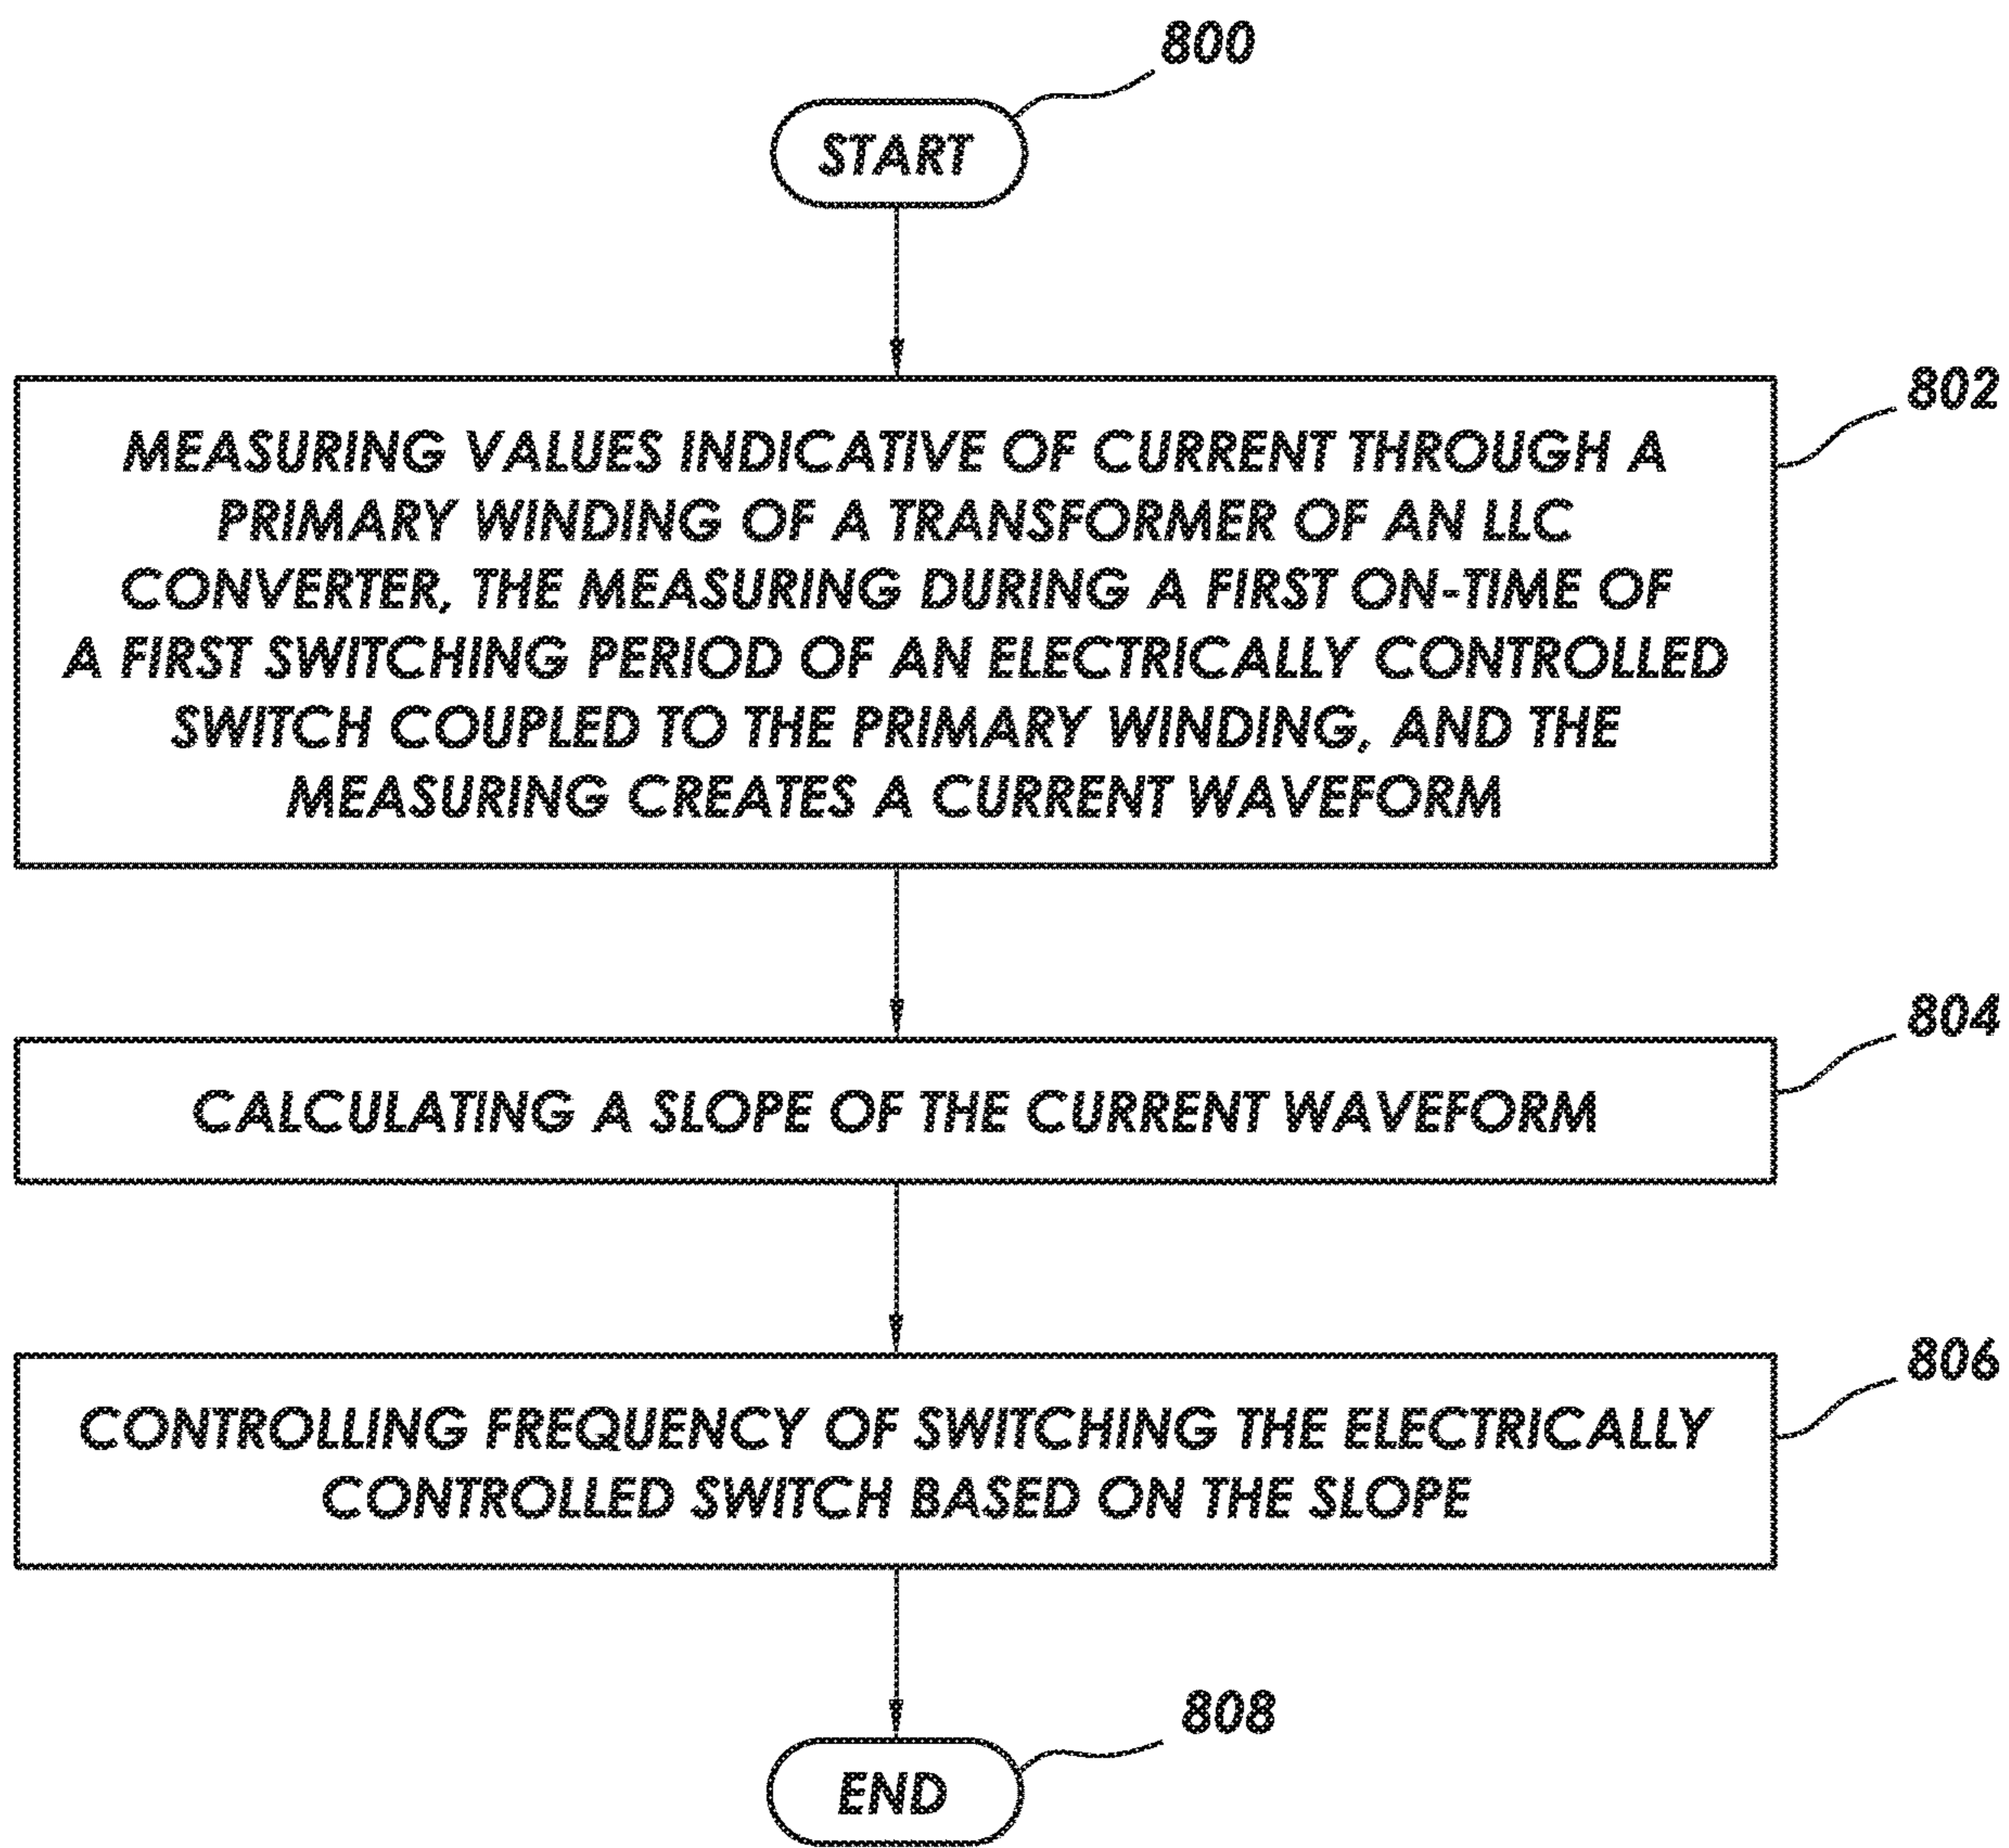 800
START
802
MEASURING VALUES INDICATIVE OF CURRENT THROUGH A
PRIMARY WINDING OF A TRANSFORMER OF AN LLC
CONVERTER, THE MEASURING DURING A FIRST ON-TIME OF
A FIRST SWITCHING PERIOD OF AN ELECTRICALLY CONTROLLED
SWITCH COUPLED TO THE PRIMARY WINDING, AND THE
MEASURING CREATES A CURRENT WAVEFORM
804
CALCULATING A SLOPE OF THE CURRENT WAVEFORM
806
CONTROLLING FREQUENCY OF SWITCHING THE ELECTRICALLY
CONTROLLED SWITCH BASED ON THE SLOPE
808
END